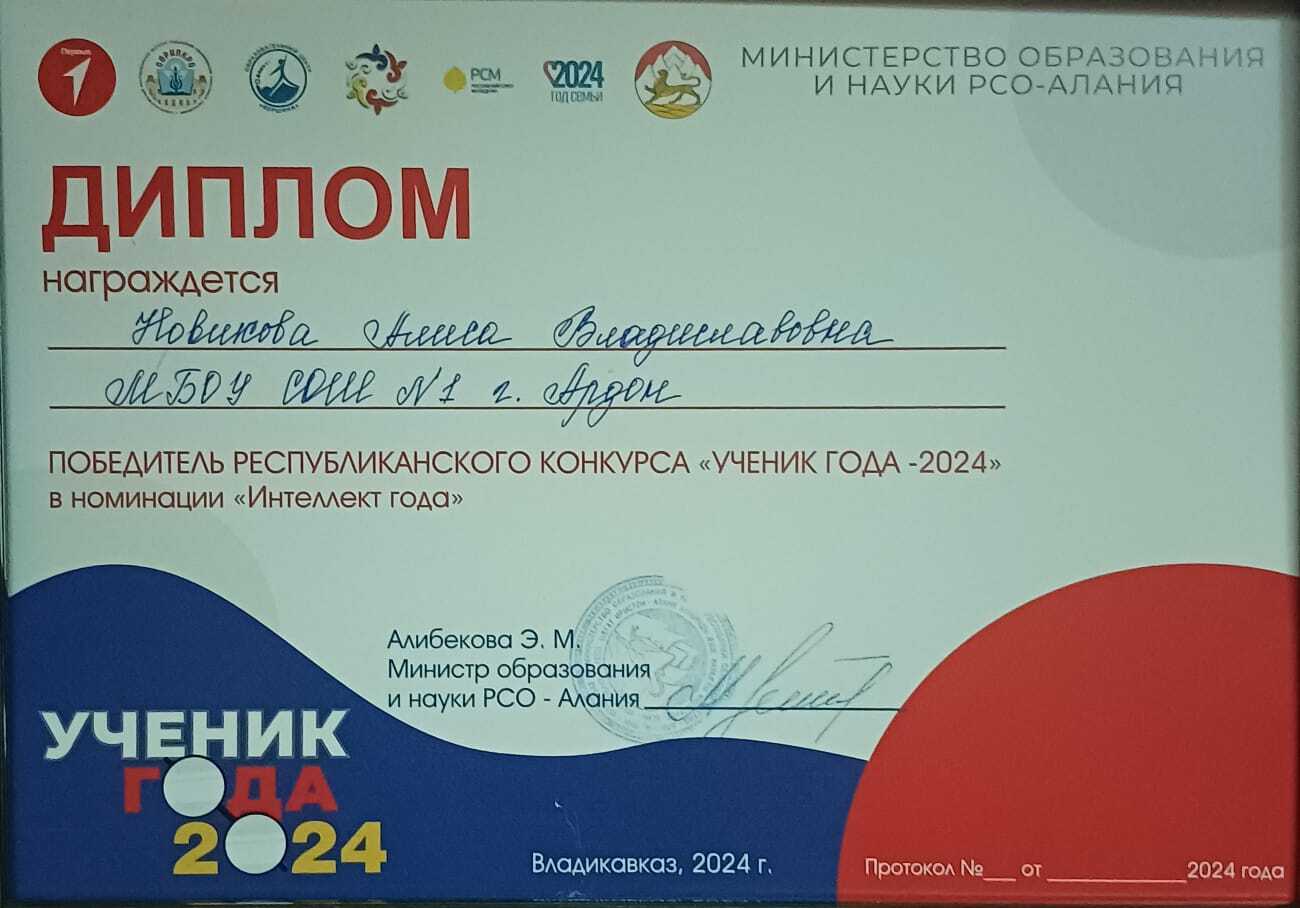 Первые
РСМ
2024
ГОД СЕМЬИ
МИНИСТЕРСТВО ОБРАЗОВАНИЯ
И НАУКИ РСО-АЛАНИЯ
ДИПЛОМ
награждется
Новикова Алиса Владиславовна
МБОУ СОШ №1 г. Ардон
ПОБЕДИТЕЛЬ РЕСПУБЛИКАНСКОГО КОНКУРСА «УЧЕНИК ГОДА -2024»
в номинации «Интеллект года»
Алибекова Э. М.
Министр образования
и науки РСО - Алания
УЧЕНИК
ГОДА
2024
Владикавказ, 2024 г.
Протокол №___ от ____________2024 года